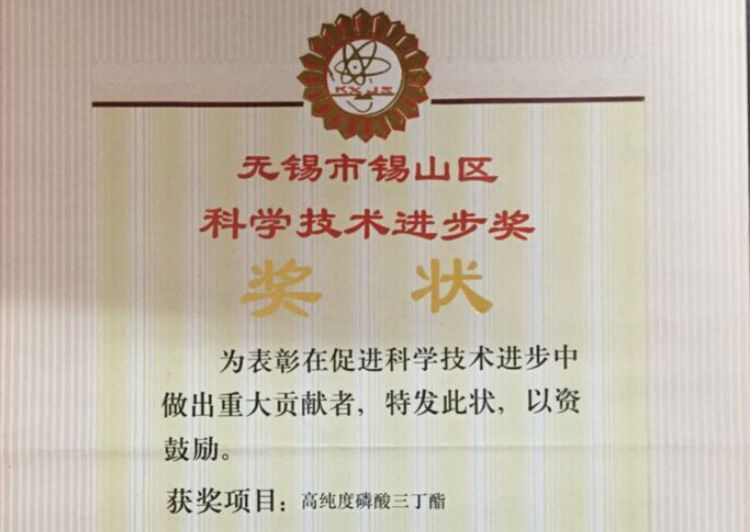 KXJS
无锡市锡山区
科学技术进步奖
奖 状
为表彰在促进科学技术进步中
做出重大贡献者，特发此状，以资
鼓励。
获奖项目：高纯度磷酸三丁酯